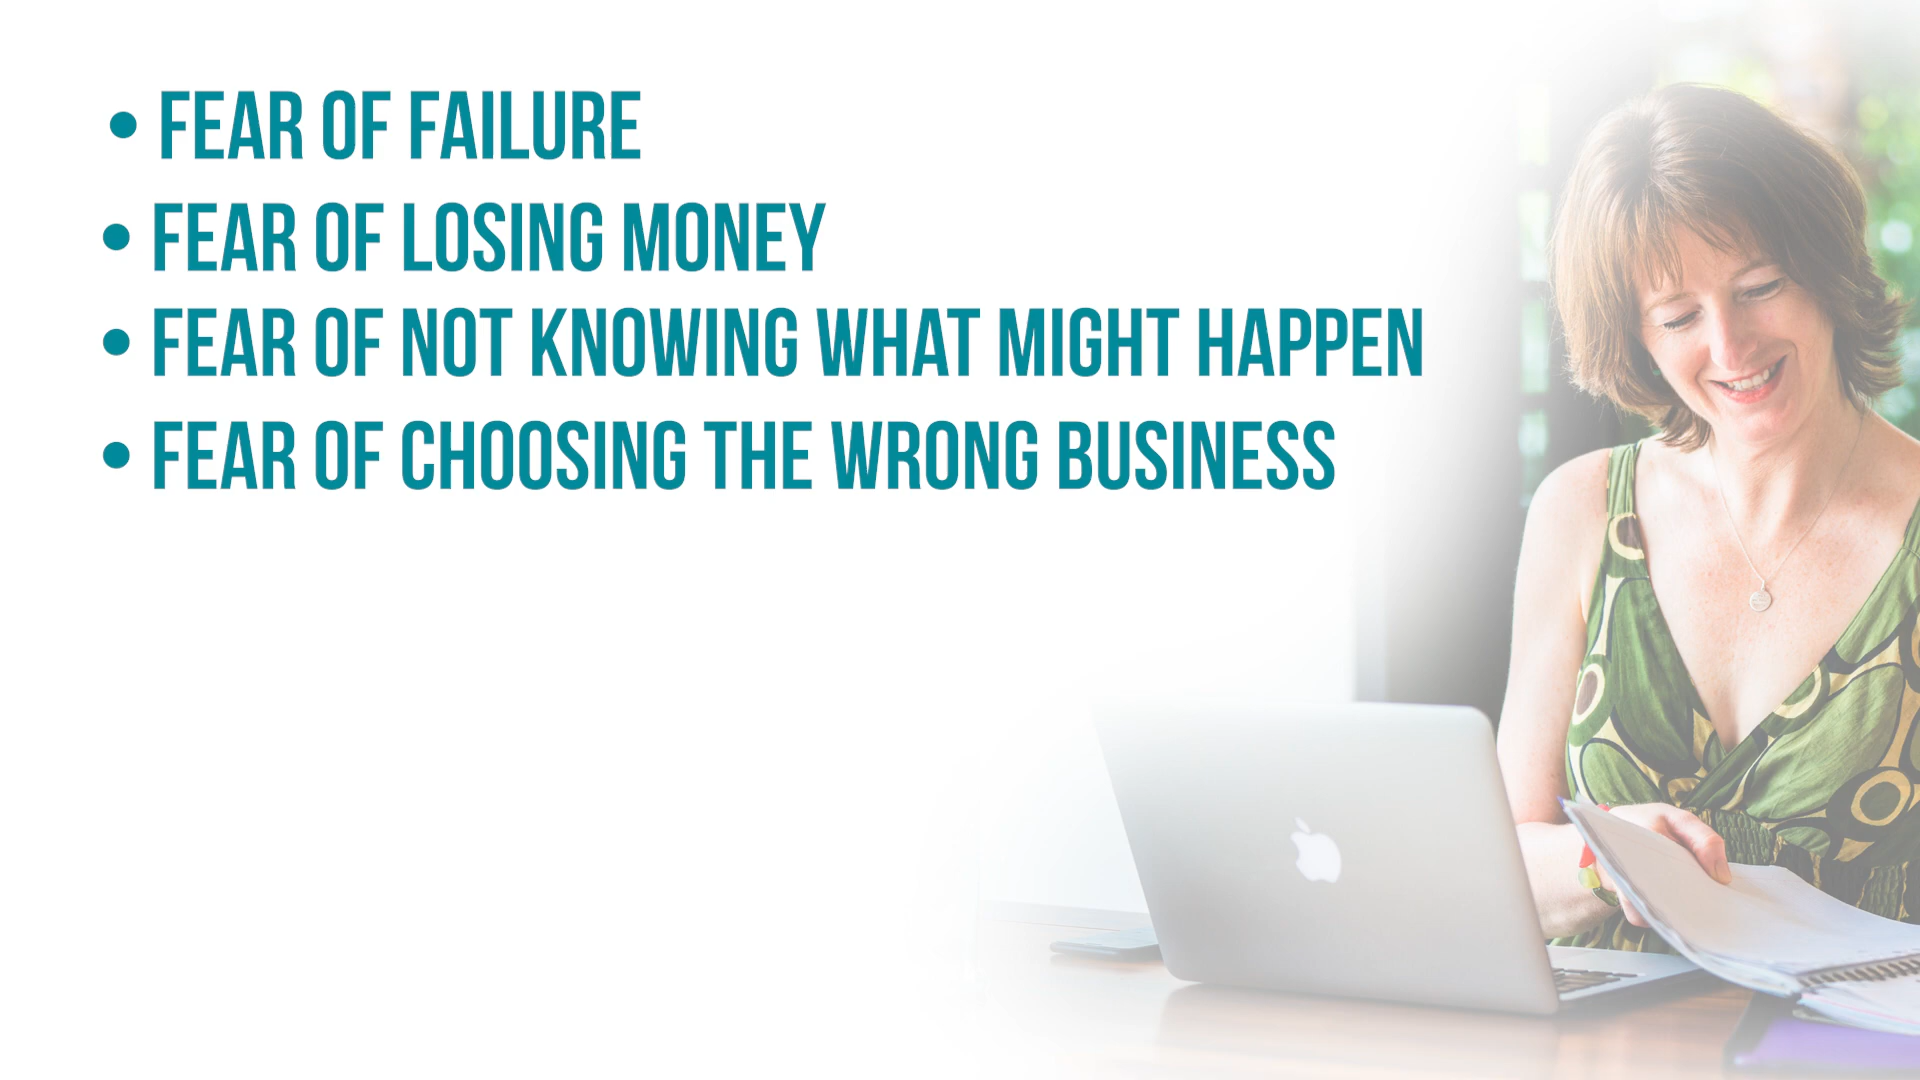 • FEAR OF FAILURE
• FEAR OF LOSING MONEY
• FEAR OF NOT KNOWING WHAT MIGHT HAPPEN
• FEAR OF CHOOSING THE WRONG BUSINESS